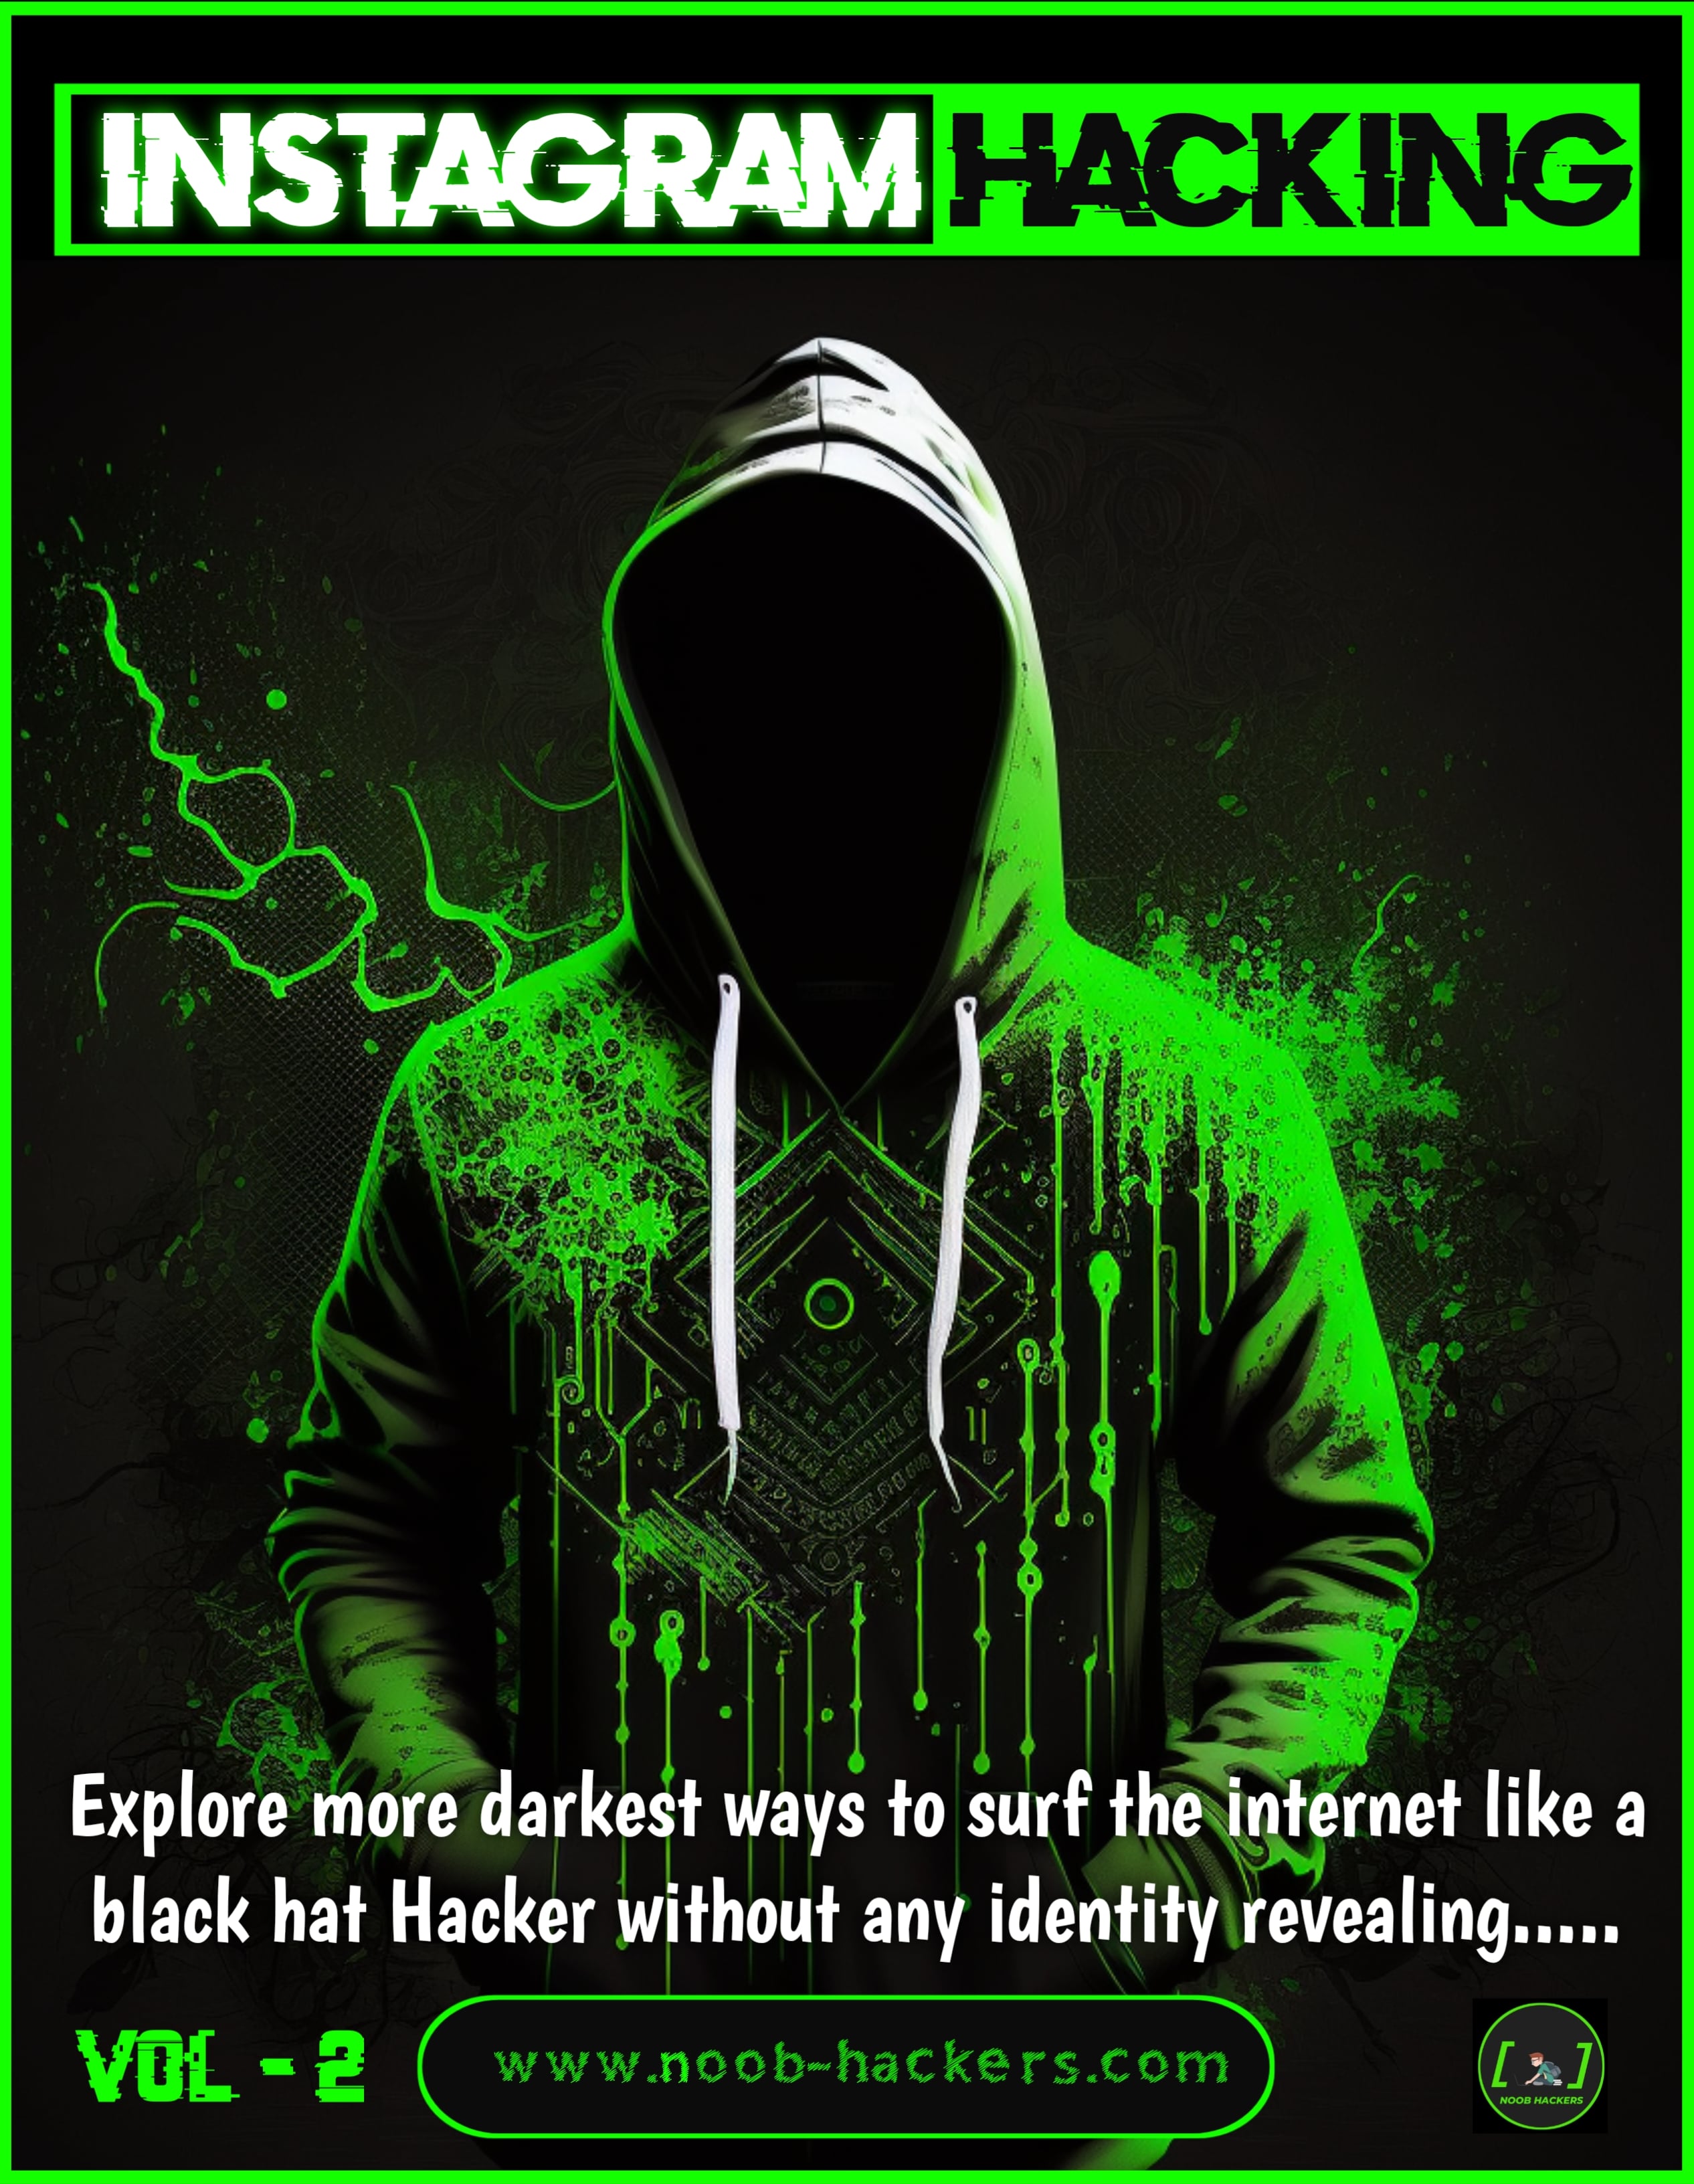 INSTAGRAM HACKING
Explore more darkest ways to surf the internet like a
black hat Hacker without any identity revealing.....
VOL - 2
www.noob-hackers.com
[ ]
NOOB HACKERS